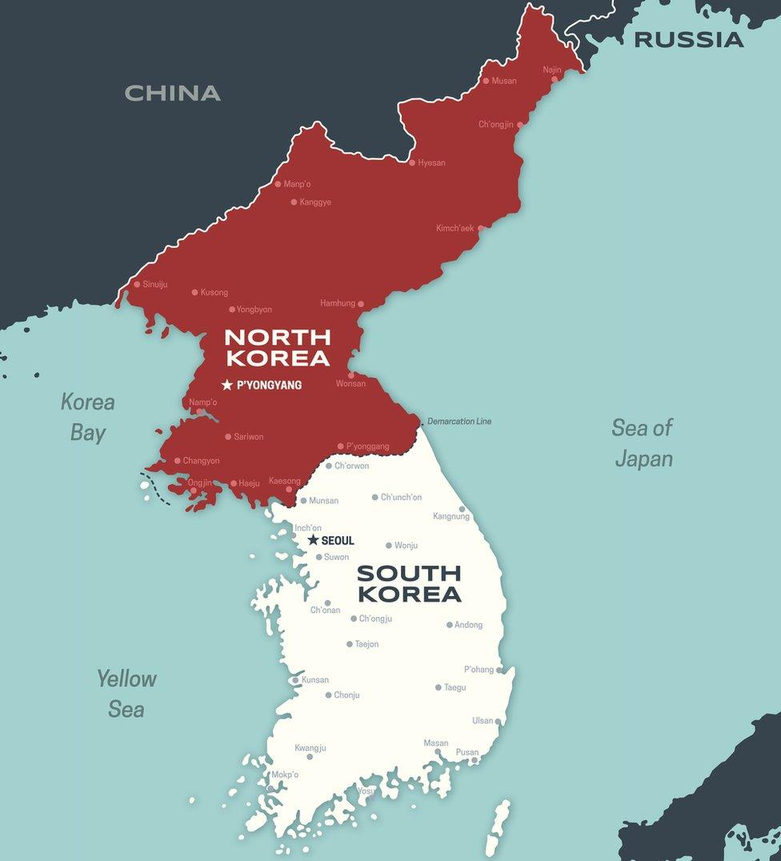 RUSSIA
CHINA
Najin
Musan
Ch'ongjin
Hyesan
Manp'o
Kanggye
Kimch'aek
Sinuiju
Kusong
Hamhung
Yongbyon
NORTH
KOREA
P'YONGYANG
Wonsan
Korea
Bay
Namp'o
Demarcation Line
Sea of
Japan
Sariwon
P'yonggang
Changyon
Ch'orwon
Ongjin
Haeju
Kaesong
Munsan
Ch'unch'on
Kangnung
Inch'on
SEOUL
Wonju
Suwon
SOUTH
KOREA
Ch'onan
Ch'ongju
Andong
Taejon
P'ohang
Yellow
Sea
Kunsan
Taegu
Chonju
Ulsan
Kwangju
Masan
Pusan
Mokp'o
Yosu